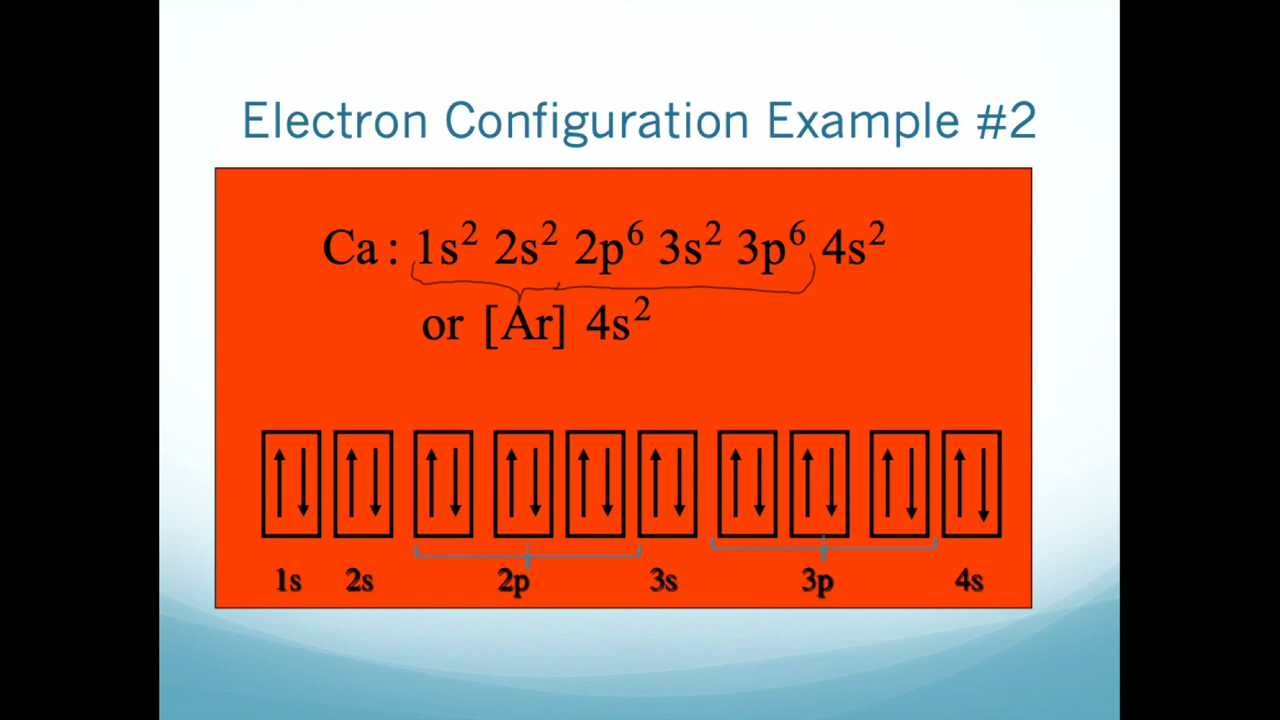 Electron Configuration Example #2
Ca : 1s² 2s² 2p⁶ 3s² 3p⁶ 4s²
or [Ar] 4s²
1s 2s 2p 3s 3p 4s